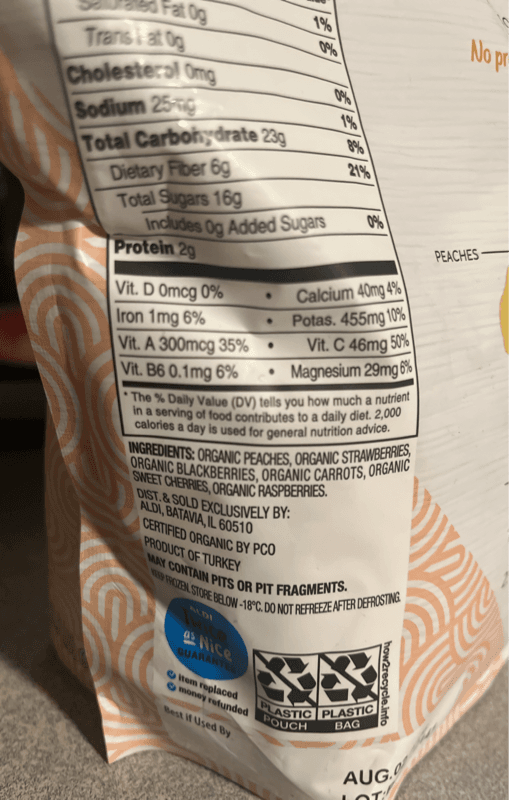 Saturated Fat 0g 1%
Trans Fat 0g 0%
Cholesterol 0mg 0%
Sodium 25mg 1%
Total Carbohydrate 23g 8%
Dietary Fiber 6g 21%
Total Sugars 16g
Includes 0g Added Sugars 0%
Protein 2g
Vit. D 0mcg 0% • Calcium 40mg 4%
Iron 1mg 6% • Potas. 455mg 10%
Vit. A 300mcg 35% • Vit. C 46mg 50%
Vit. B6 0.1mg 6% • Magnesium 29mg 6%
* The % Daily Value (DV) tells you how much a nutrient
in a serving of food contributes to a daily diet. 2,000
calories a day is used for general nutrition advice.
INGREDIENTS: ORGANIC PEACHES, ORGANIC STRAWBERRIES,
ORGANIC BLACKBERRIES, ORGANIC CARROTS, ORGANIC
SWEET CHERRIES, ORGANIC RASPBERRIES.
DIST. & SOLD EXCLUSIVELY BY:
ALDI, BATAVIA, IL 60510
CERTIFIED ORGANIC BY PCO
PRODUCT OF TURKEY
MAY CONTAIN PITS OR PIT FRAGMENTS.
KEEP FROZEN. STORE BELOW -18°C. DO NOT REFREEZE AFTER DEFROSTING.
ALDI
as Nice
GUARANTEE
item replaced
money refunded
PLASTIC POUCH
PLASTIC BAG
how2recycle.info
Best if Used By
AUG.0
LOT:
No pr
PEACHES